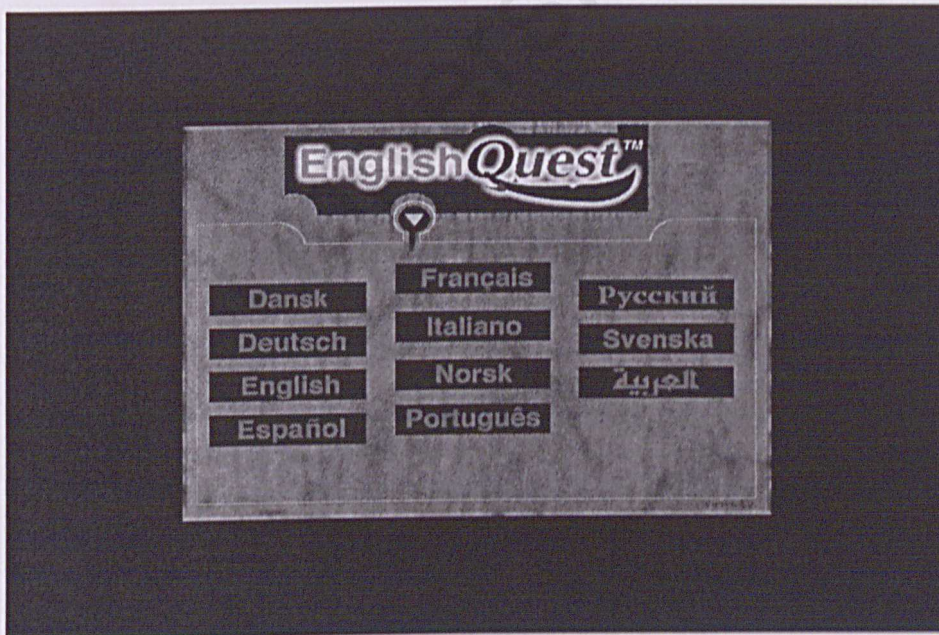 EnglishQuest™
Dansk
Deutsch
English
Español
Français
Italiano
Norsk
Português
Русский
Svenska
العربية